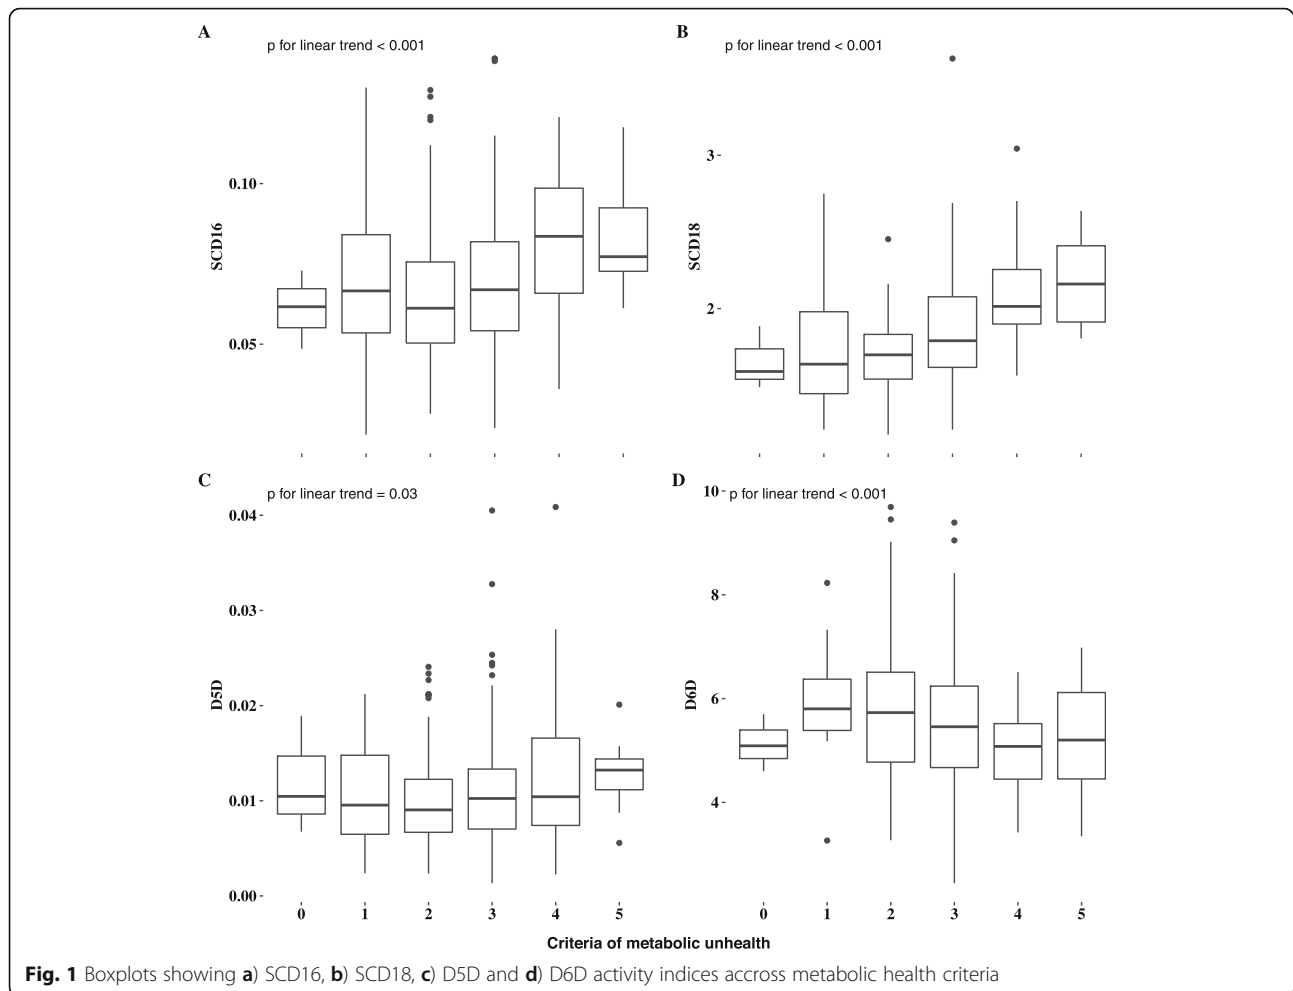 A
p for linear trend < 0.001
0.10
0.05
SCD16
B
p for linear trend < 0.001
3
2
SCD18
C
p for linear trend = 0.03
0.04
0.03
0.02
0.01
0.00
D5D
0 1 2 3 4 5
D
p for linear trend < 0.001
10
8
6
4
D6D
0 1 2 3 4 5
Criteria of metabolic unhealth
Fig. 1 Boxplots showing a) SCD16, b) SCD18, c) D5D and d) D6D activity indices accross metabolic health criteria